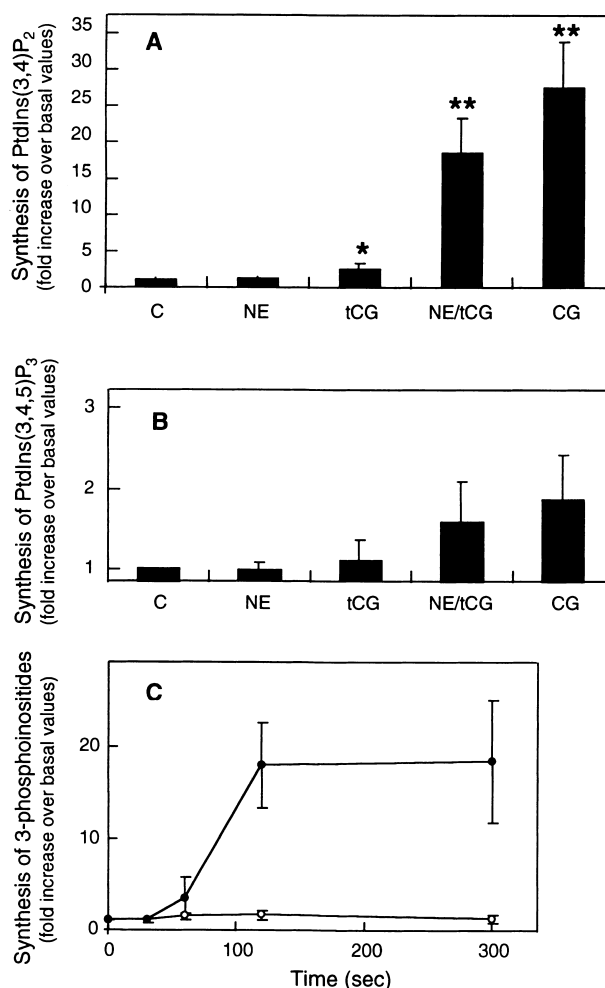 A
Synthesis of PtdIns(3,4)P2
(fold increase over basal values)
35
30
25
20
15
10
5
0
*
**
**
C NE tCG NE/tCG CG
B
Synthesis of PtdIns(3,4,5)P3
(fold increase over basal values)
3
2
1
C NE tCG NE/tCG CG
C
Synthesis of 3-phosphoinositides
(fold increase over basal values)
20
10
0
0 100 200 300
Time (sec)